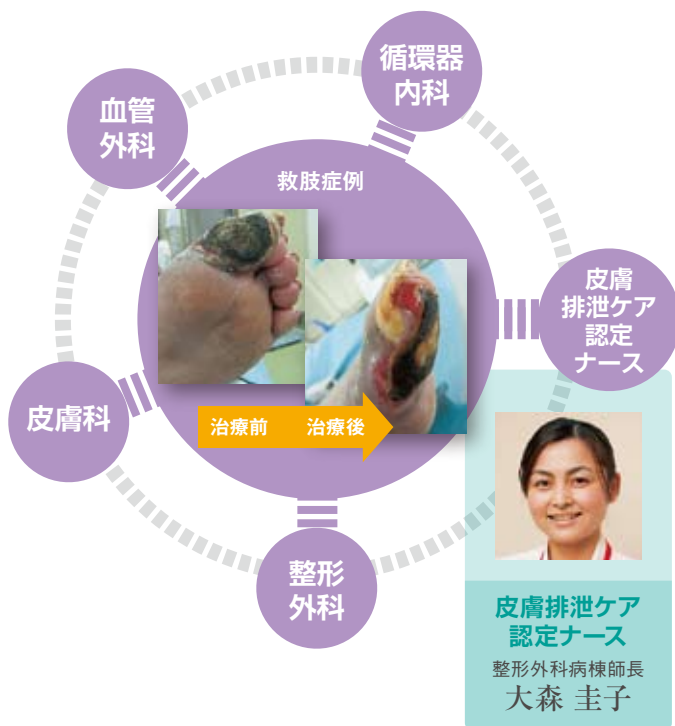 循環器
内科
血管
外科
救肢症例
皮膚
排泄ケア
認定
ナース
皮膚科
治療前
治療後
整形
外科
皮膚排泄ケア
認定ナース
整形外科病棟師長
大森 圭子